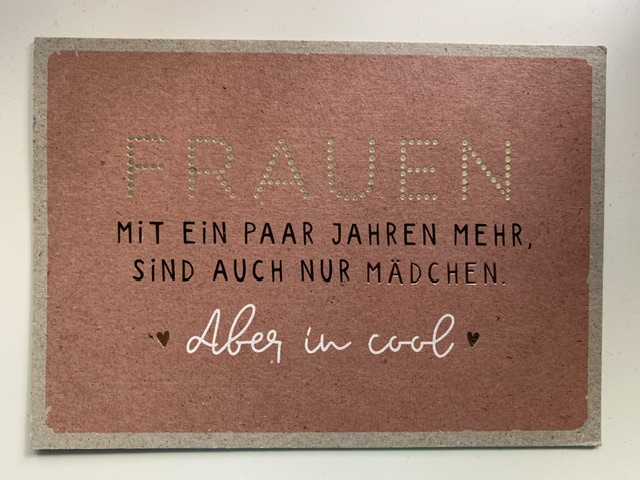 FRAUEN
MiT EiN PAAR JAHREN MEHR,
SiND AUCH NUR MÄDCHEN.
Aber in cool